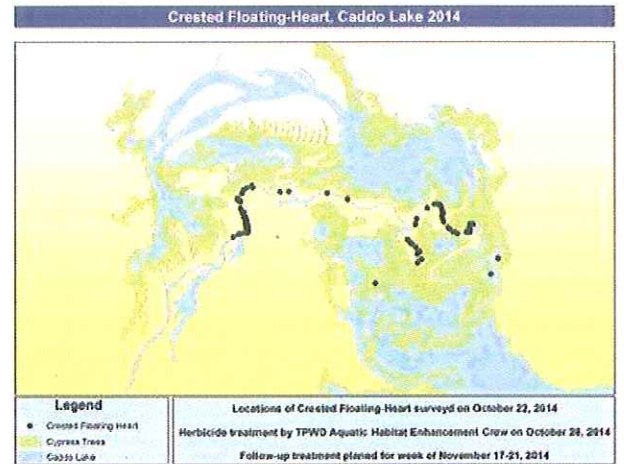 Crested Floating-Heart, Caddo Lake 2014
Legend
Crested Floating Heart
Cypress Trees
Caddo Lake
Locations of Crested Floating-Heart surveyd on October 22, 2014
Herbicide treatment by TPWD Aquatic Habitat Enhancement Crew on October 28, 2014
Follow-up treatment planed for week of November 17-21, 2014